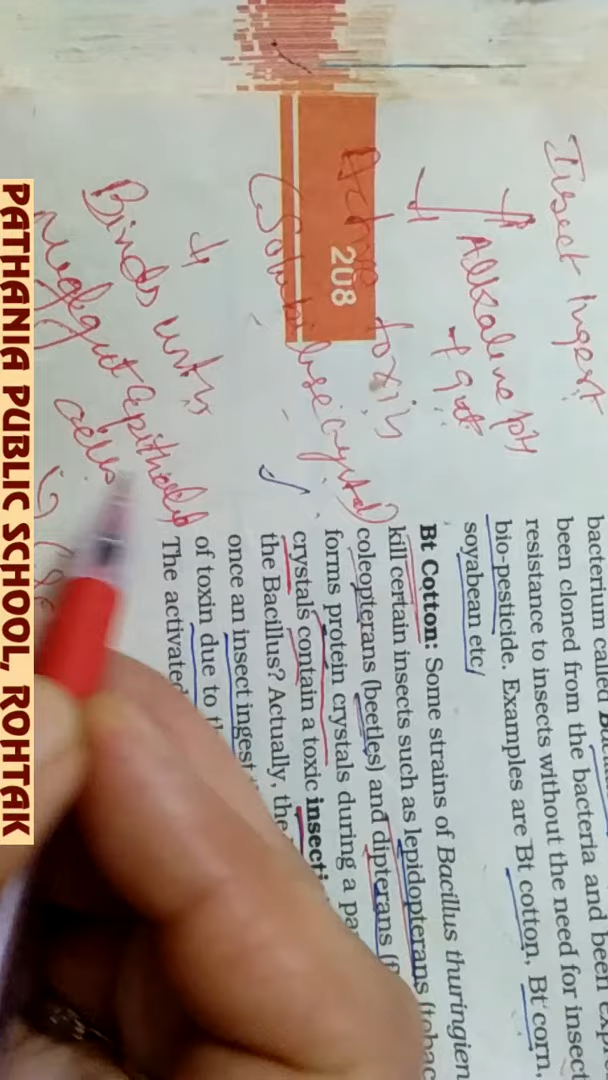 Insect Ingest
Alkaline pH
of gut
Active toxin
(Solubilise crystal)
Binds with
midgut epithelial
cells
208
bacterium called
been cloned from the bacteria and been
resistance to insects without the need for insect
bio-pesticide. Examples are Bt cotton, Bt corn,
soyabean etc/
Bt Cotton: Some strains of Bacillus thuringien
kill certain insects such as lepidopterans (tobac
coleopterans (beetles) and dipterans (
forms protein crystals during a pa
crystals contain a toxic insecti
the Bacillus? Actually, the
once an insect ingest
of toxin due to t
The activated
PATHANIA PUBLIC SCHOOL, ROHTAK